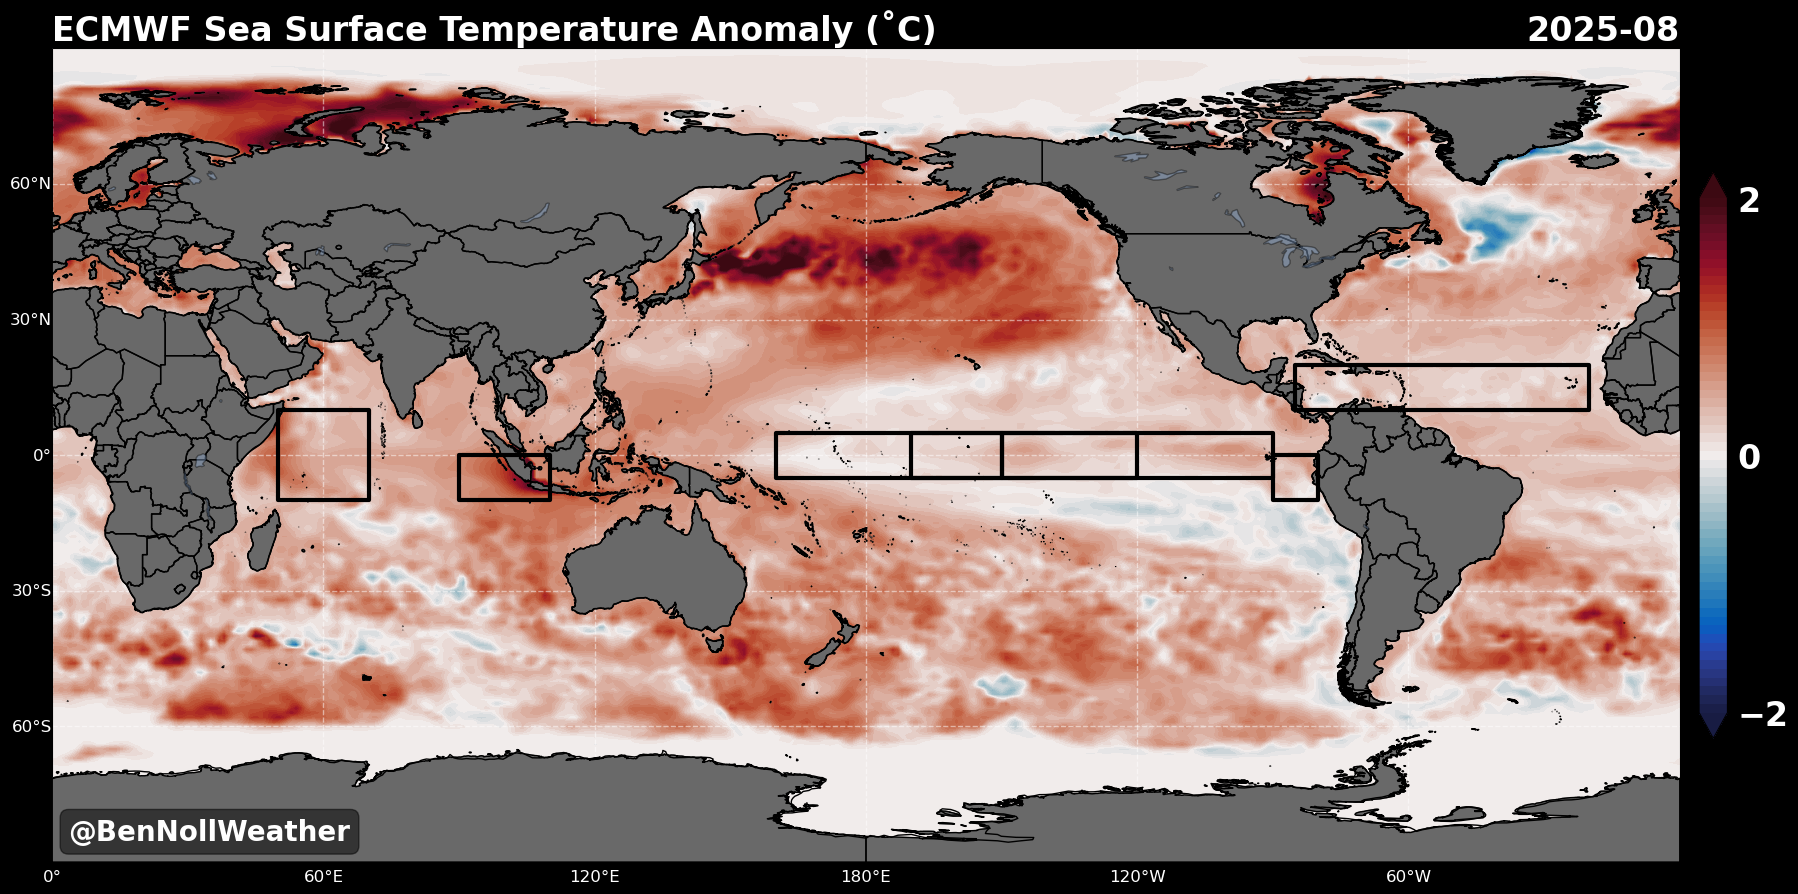 ECMWF Sea Surface Temperature Anomaly (˚C)
2025-08
60°N
30°N
0°
30°S
60°S
0°
60°E
120°E
180°E
120°W
60°W
2
0
−2
@BenNollWeather